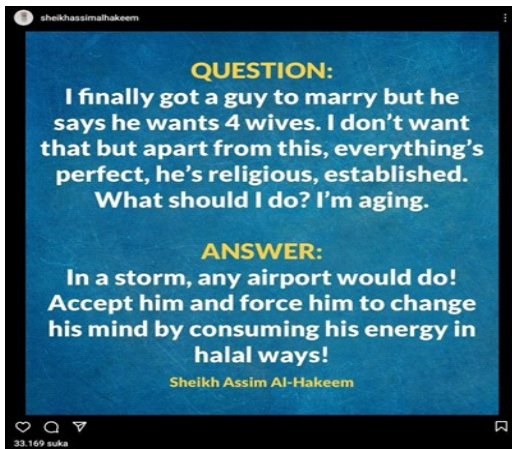 sheikhassimalhakeem
QUESTION:
I finally got a guy to marry but he
says he wants 4 wives. I don’t want
that but apart from this, everything’s
perfect, he’s religious, established.
What should I do? I’m aging.
ANSWER:
In a storm, any airport would do!
Accept him and force him to change
his mind by consuming his energy in
halal ways!
Sheikh Assim Al-Hakeem
33.169 suka